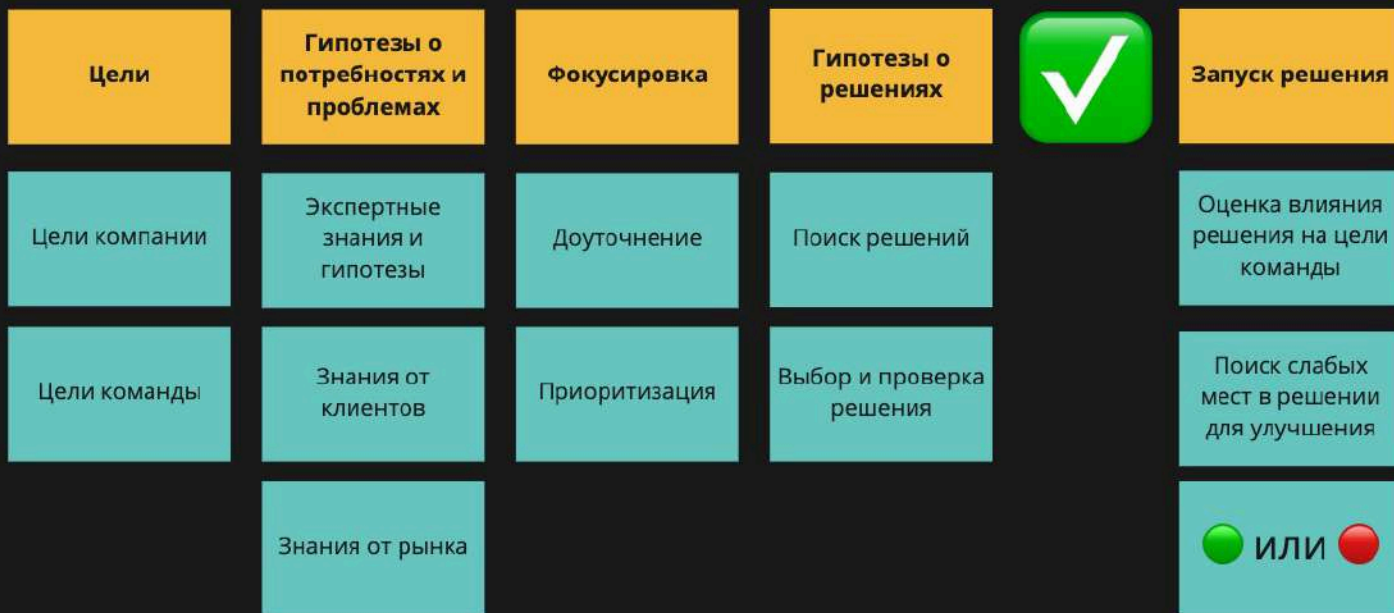 Цели
Гипотезы о
потребностях и
проблемах
Фокусировка
Гипотезы о
решениях
Запуск решения
Цели компании
Экспертные
знания и
гипотезы
Доуточнение
Поиск решений
Оценка влияния
решения на цели
команды
Цели команды
Знания от
клиентов
Приоритизация
Выбор и проверка
решения
Поиск слабых
мест в решении
для улучшения
Знания от рынка
или